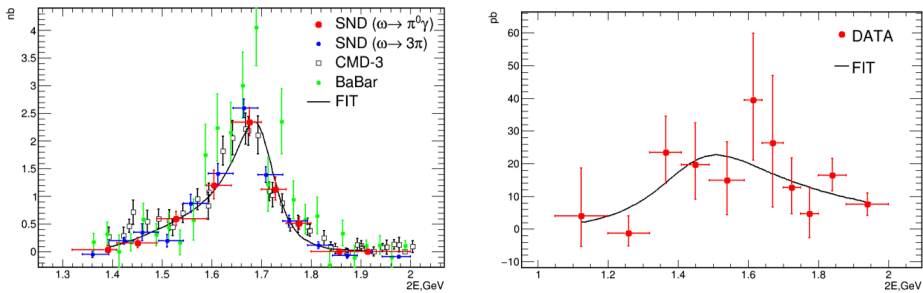 nb
4
3.5
3
2.5
2
1.5
1
0.5
0
1.3 1.4 1.5 1.6 1.7 1.8 1.9 2
2E,GeV
SND (ω→ π⁰γ)
SND (ω→ 3π)
CMD-3
BaBar
FIT
pb
60
50
40
30
20
10
0
−10
1 1.2 1.4 1.6 1.8 2
2E,GeV
DATA
FIT